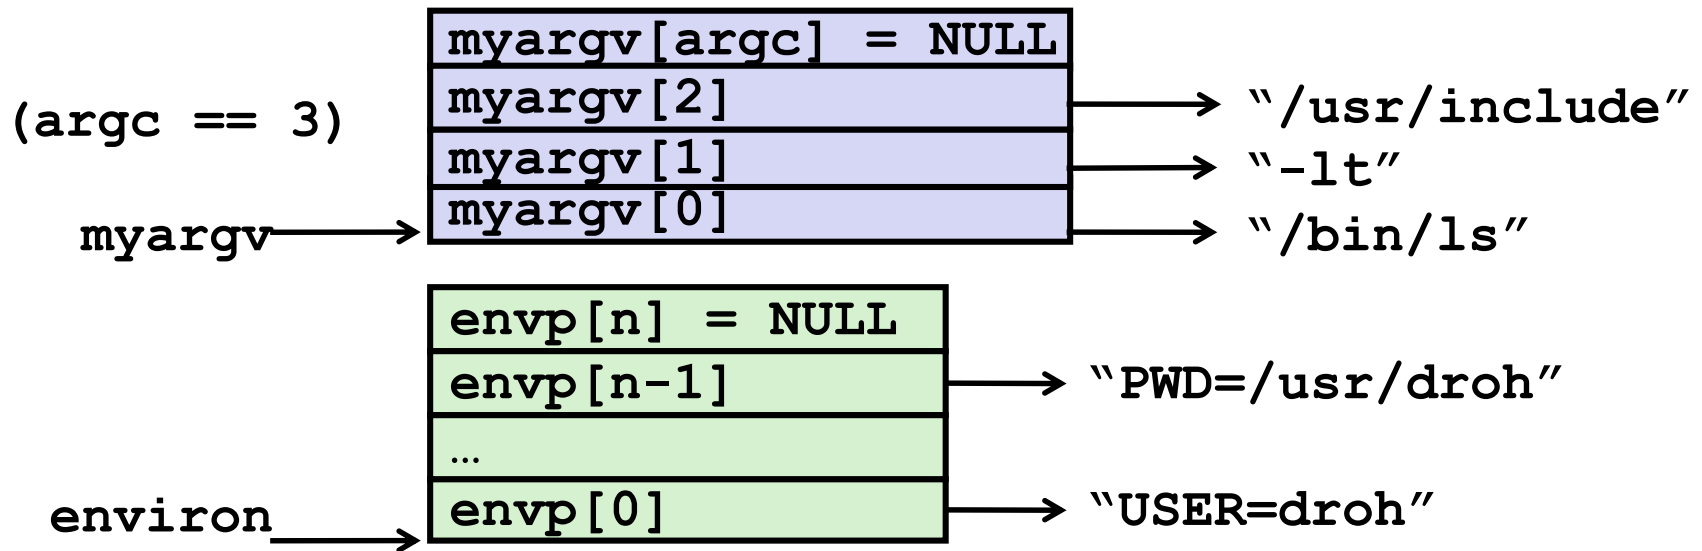 myargv[argc] = NULL
myargv[2]
“/usr/include”
(argc == 3)
myargv[1]
“-lt”
myargv[0]
myargv
“/bin/ls”
envp[n] = NULL
envp[n-1]
“PWD=/usr/droh”
…
envp[0]
“USER=droh”
environ